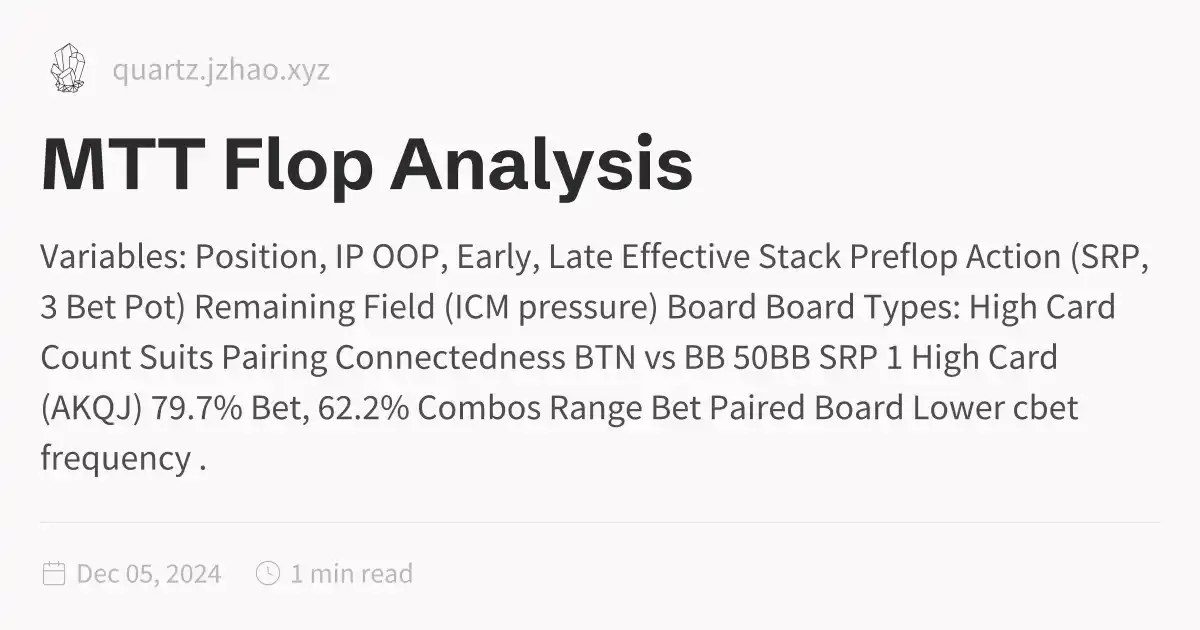 quartz.jzhao.xyz
MTT Flop Analysis
Variables: Position, IP OOP, Early, Late Effective Stack Preflop Action (SRP,
3 Bet Pot) Remaining Field (ICM pressure) Board Board Types: High Card
Count Suits Pairing Connectedness BTN vs BB 50BB SRP 1 High Card
(AKQJ) 79.7% Bet, 62.2% Combos Range Bet Paired Board Lower cbet
frequency .
Dec 05, 2024 1 min read